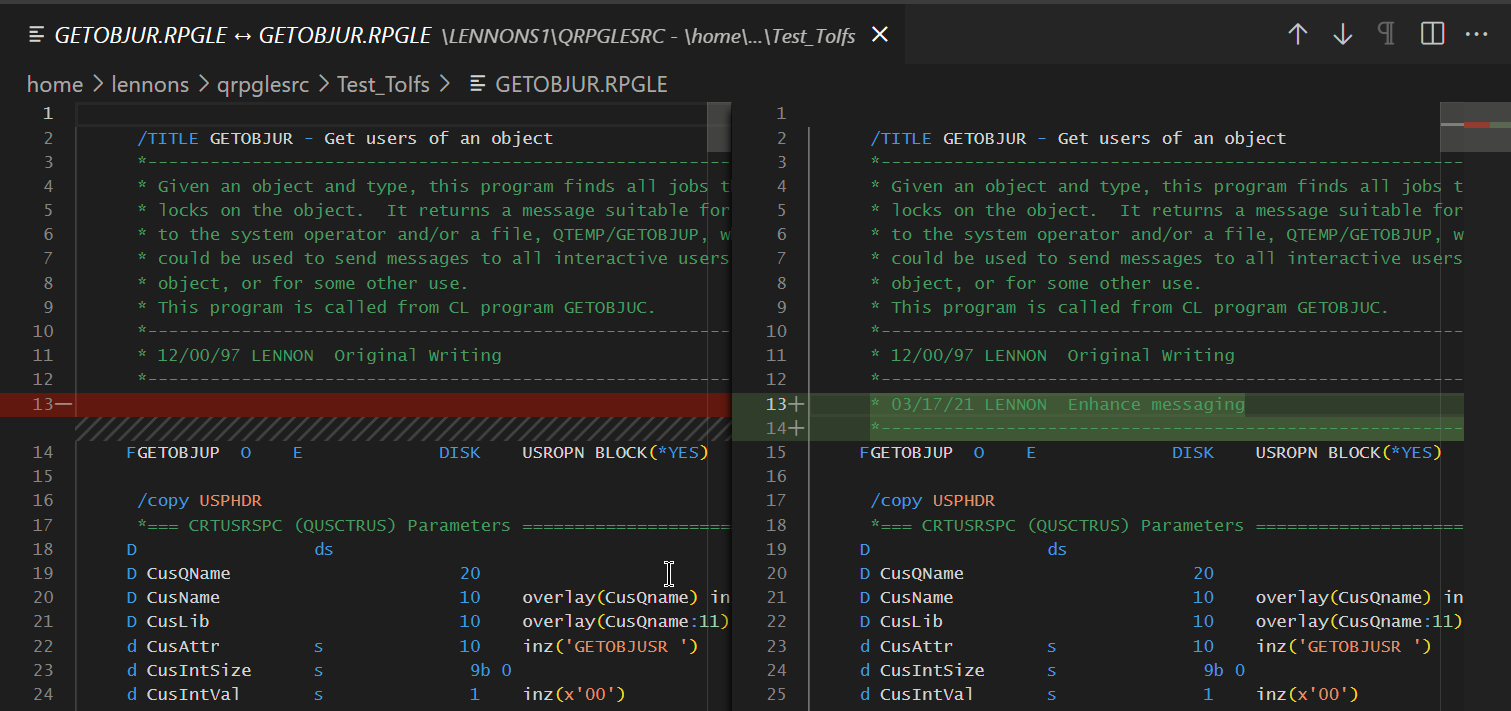 GETOBJUR.RPGLE ↔ GETOBJUR.RPGLE \LENNONS1\QRPGLESRC - \home\...\Test_Tolfs
home > lennons > qrpglesrc > Test_Tolfs > GETOBJUR.RPGLE
1
2 /TITLE GETOBJUR - Get users of an object
3 *--------------------------------------------------------
4 * Given an object and type, this program finds all jobs t
5 * locks on the object.  It returns a message suitable for
6 * to the system operator and/or a file, QTEMP/GETOBJUP, w
7 * could be used to send messages to all interactive users
8 * object, or for some other use.
9 * This program is called from CL program GETOBJUC.
10 *--------------------------------------------------------
11 * 12/00/97 LENNON  Original Writing
12 *--------------------------------------------------------
13—
14 FGETOBJUP  O    E             DISK    USROPN BLOCK(*YES)
15
16 /copy USPHDR
17 *=== CRTUSRSPC (QUSCTRUS) Parameters ====================
18 D                 ds
19 D CusQName                      20
20 D CusName                       10    overlay(CusQname) in
21 D CusLib                        10    overlay(CusQname:11)
22 d CusAttr         s             10    inz('GETOBJUSR ')
23 d CusIntSize      s              9b 0
24 d CusIntVal       s              1    inz(x'00')
1
2 /TITLE GETOBJUR - Get users of an object
3 *--------------------------------------------------------
4 * Given an object and type, this program finds all jobs t
5 * locks on the object.  It returns a message suitable for
6 * to the system operator and/or a file, QTEMP/GETOBJUP, w
7 * could be used to send messages to all interactive users
8 * object, or for some other use.
9 * This program is called from CL program GETOBJUC.
10 *--------------------------------------------------------
11 * 12/00/97 LENNON  Original Writing
12 *--------------------------------------------------------
13+ * 03/17/21 LENNON  Enhance messaging
14+ *--------------------------------------------------------
15 FGETOBJUP  O    E             DISK    USROPN BLOCK(*YES)
16
17 /copy USPHDR
18 *=== CRTUSRSPC (QUSCTRUS) Parameters ====================
19 D                 ds
20 D CusQName                      20
21 D CusName                       10    overlay(CusQname) in
22 D CusLib                        10    overlay(CusQname:11)
23 d CusAttr         s             10    inz('GETOBJUSR ')
24 d CusIntSize      s              9b 0
25 d CusIntVal       s              1    inz(x'00')